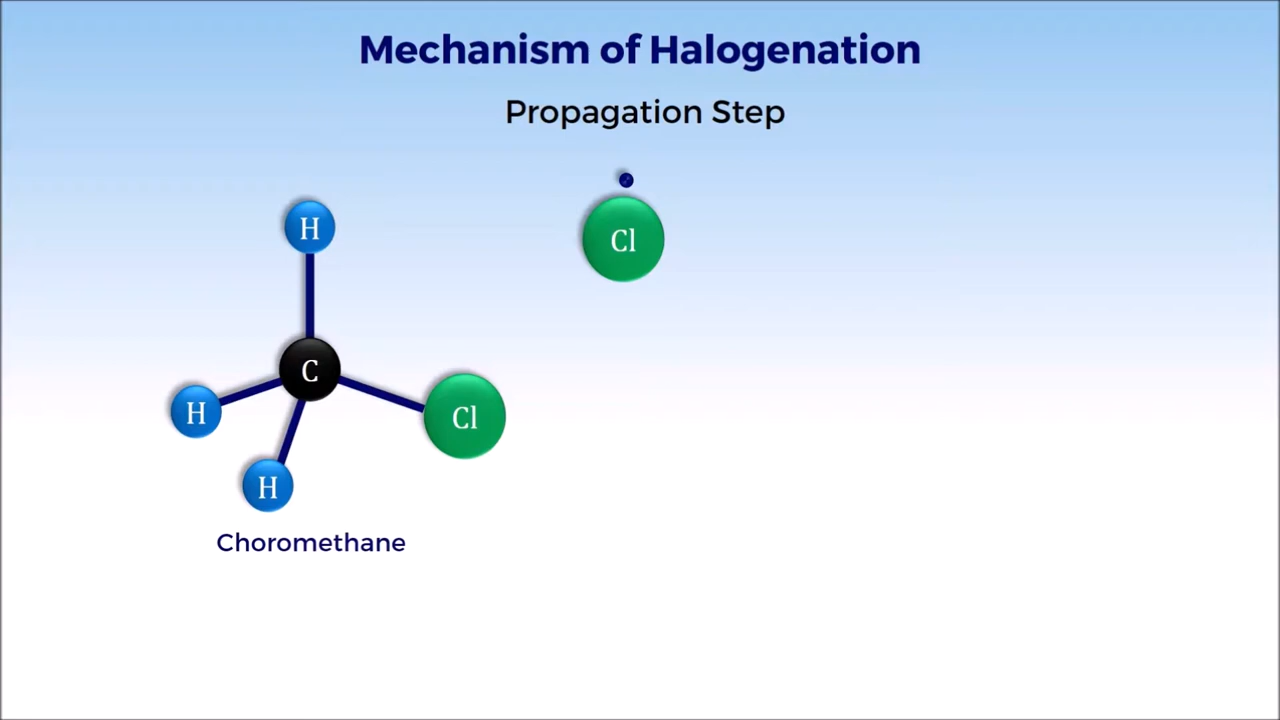 Mechanism of Halogenation
Propagation Step
H
Cl
C
H
Cl
H
Choromethane